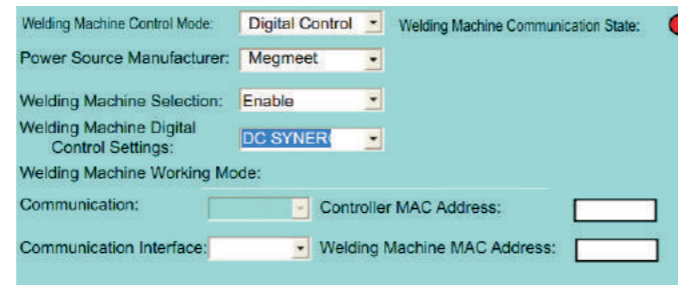 Welding Machine Control Mode: Digital Control Welding Machine Communication State:
Power Source Manufacturer: Megmeet
Welding Machine Selection: Enable
Welding Machine Digital
Control Settings: DC SYNER
Welding Machine Working Mode:
Communication: Controller MAC Address:
Communication Interface: Welding Machine MAC Address: